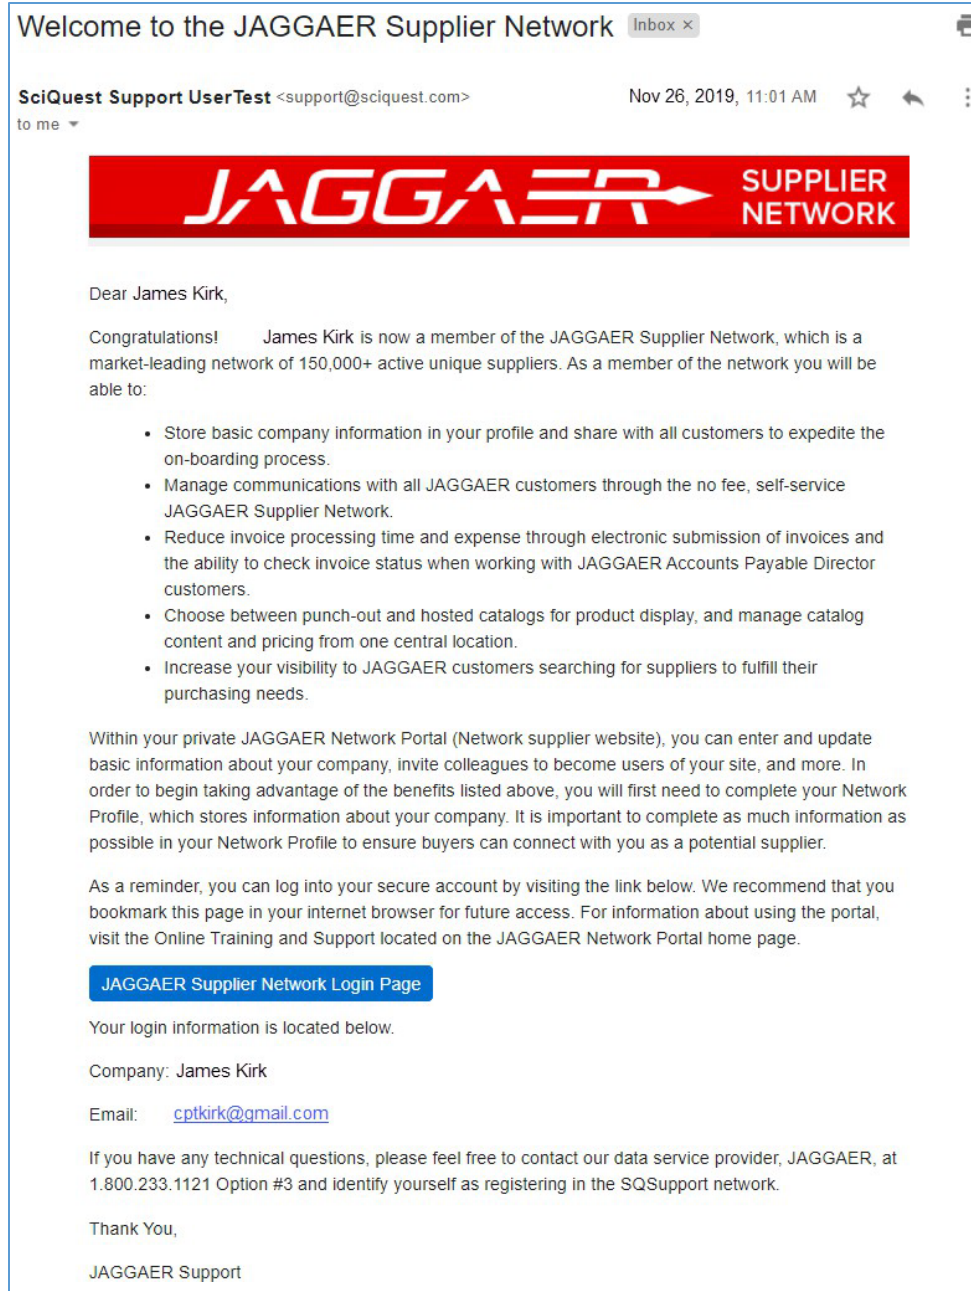 Welcome to the JAGGAER Supplier Network Inbox ×
SciQuest Support UserTest <support@sciquest.com> Nov 26, 2019, 11:01 AM
to me
JAGGAER SUPPLIER NETWORK
Dear James Kirk,
Congratulations! James Kirk is now a member of the JAGGAER Supplier Network, which is a
market-leading network of 150,000+ active unique suppliers. As a member of the network you will be
able to:
• Store basic company information in your profile and share with all customers to expedite the
on-boarding process.
• Manage communications with all JAGGAER customers through the no fee, self-service
JAGGAER Supplier Network.
• Reduce invoice processing time and expense through electronic submission of invoices and
the ability to check invoice status when working with JAGGAER Accounts Payable Director
customers.
• Choose between punch-out and hosted catalogs for product display, and manage catalog
content and pricing from one central location.
• Increase your visibility to JAGGAER customers searching for suppliers to fulfill their
purchasing needs.
Within your private JAGGAER Network Portal (Network supplier website), you can enter and update
basic information about your company, invite colleagues to become users of your site, and more. In
order to begin taking advantage of the benefits listed above, you will first need to complete your Network
Profile, which stores information about your company. It is important to complete as much information as
possible in your Network Profile to ensure buyers can connect with you as a potential supplier.
As a reminder, you can log into your secure account by visiting the link below. We recommend that you
bookmark this page in your internet browser for future access. For information about using the portal,
visit the Online Training and Support located on the JAGGAER Network Portal home page.
JAGGAER Supplier Network Login Page
Your login information is located below.
Company: James Kirk
Email: cptkirk@gmail.com
If you have any technical questions, please feel free to contact our data service provider, JAGGAER, at
1.800.233.1121 Option #3 and identify yourself as registering in the SQSupport network.
Thank You,
JAGGAER Support